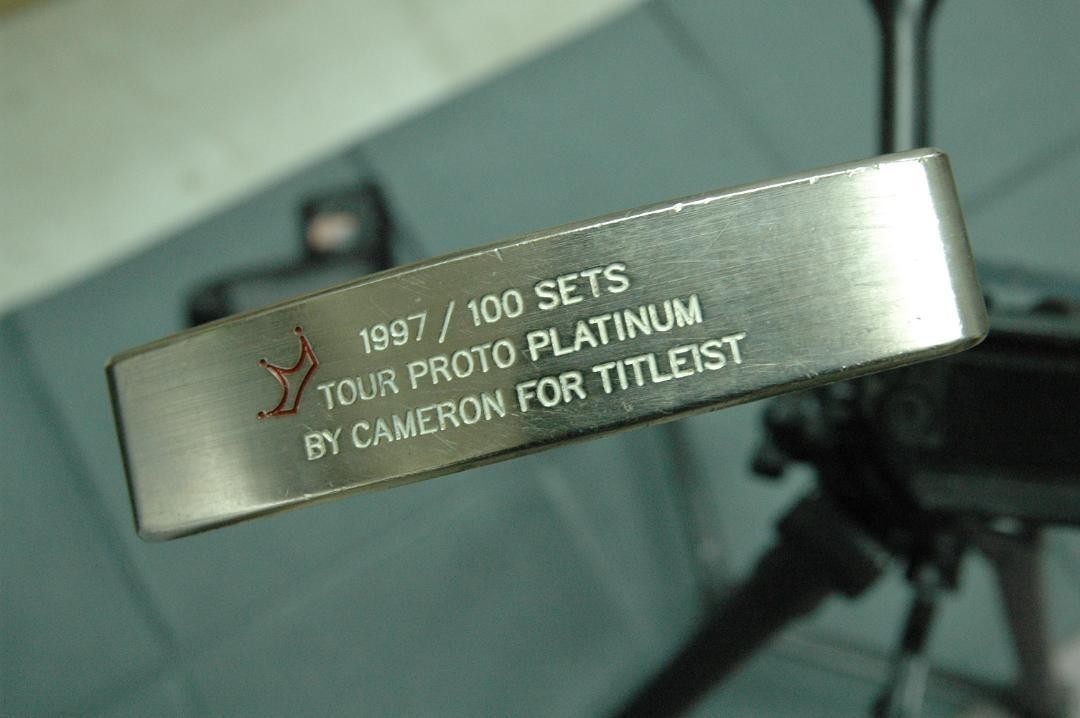 1997 / 100 SETS
TOUR PROTO PLATINUM
BY CAMERON FOR TITLEIST